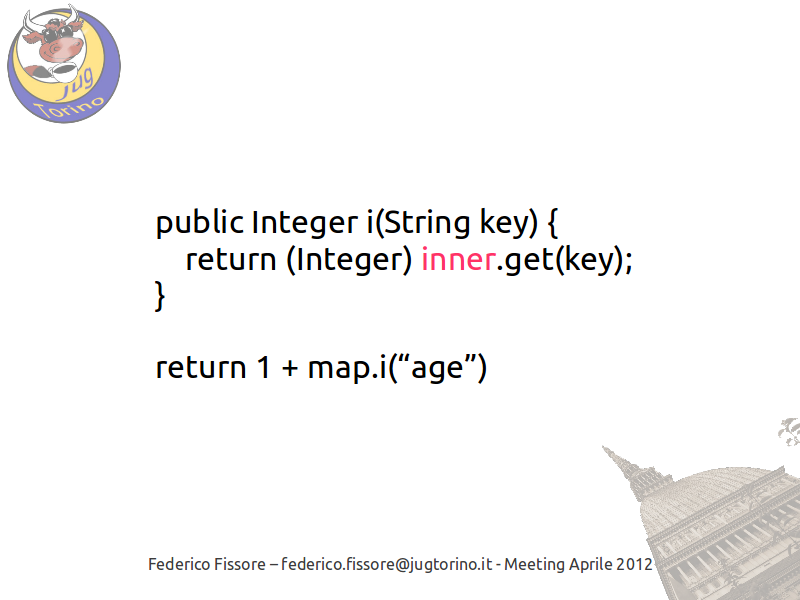 jug
Torino
public Integer i(String key) {
return (Integer) inner.get(key);
}
return 1 + map.i(“age”)
Federico Fissore – federico.fissore@jugtorino.it - Meeting Aprile 2012